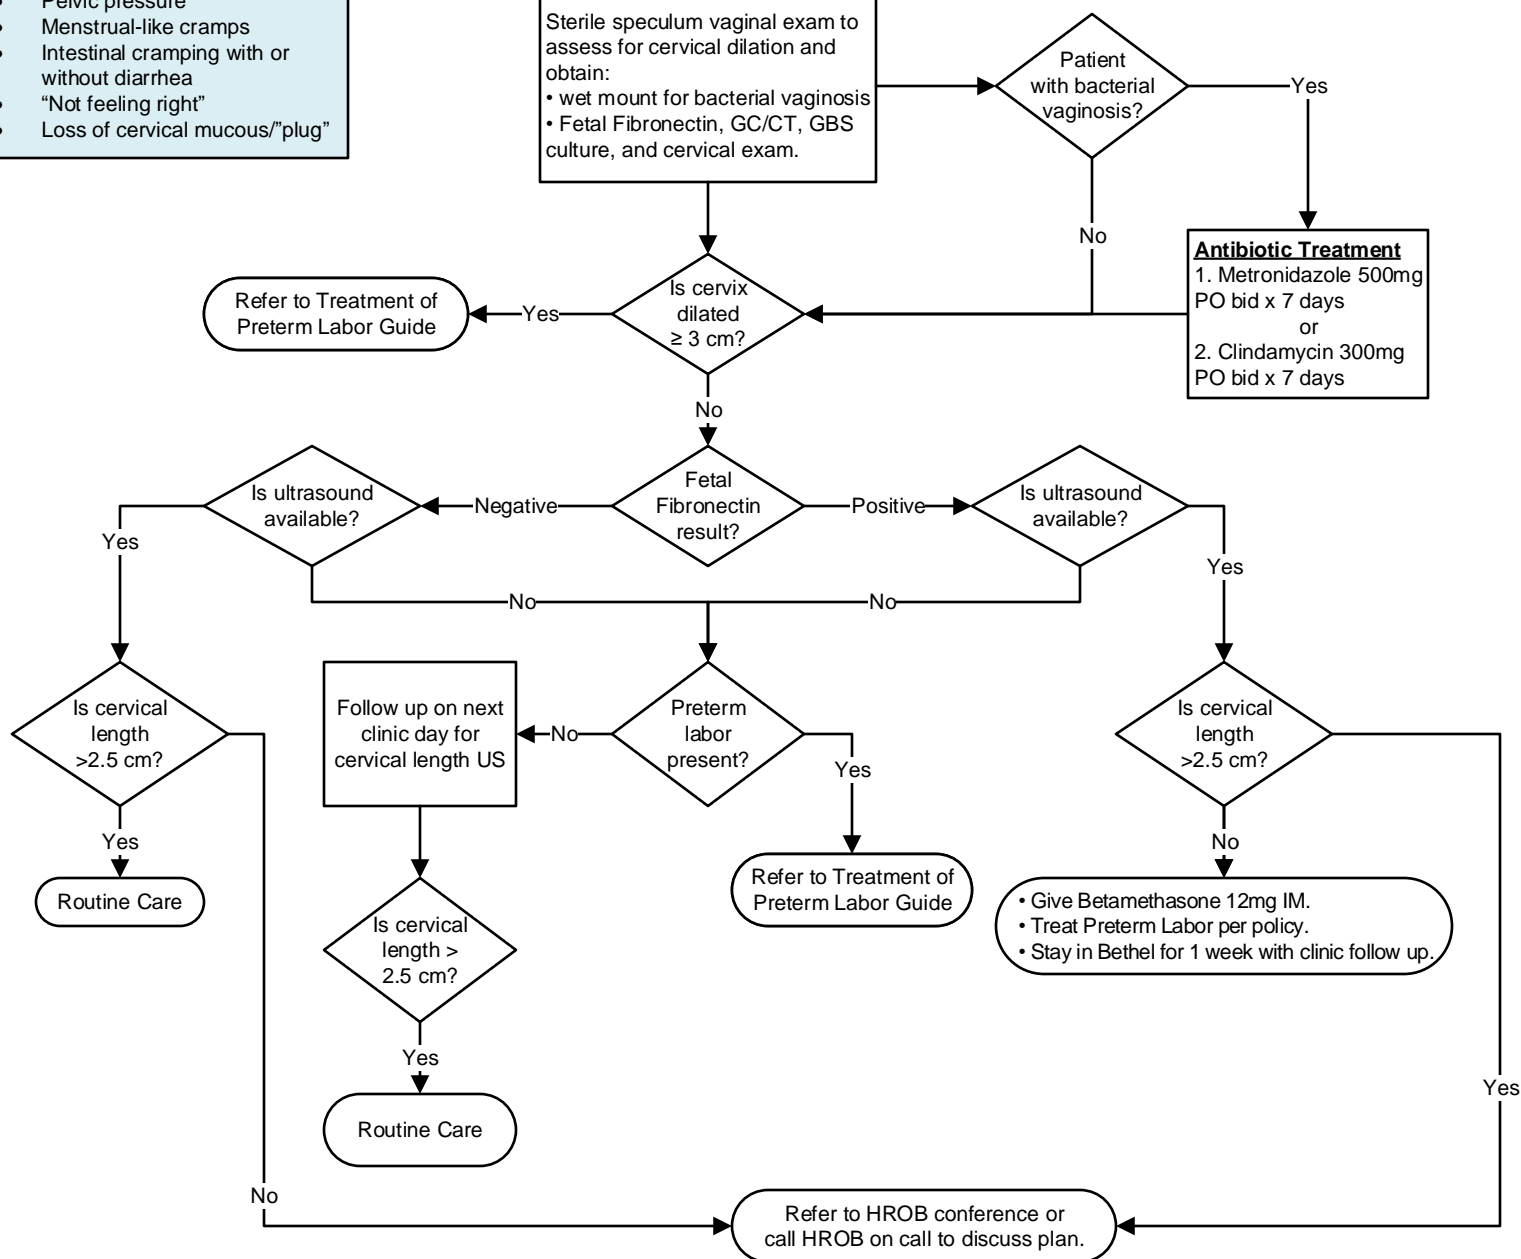 • Pelvic pressure
• Menstrual-like cramps
• Intestinal cramping with or
without diarrhea
• “Not feeling right”
• Loss of cervical mucous/”plug”
Sterile speculum vaginal exam to
assess for cervical dilation and
obtain:
• wet mount for bacterial vaginosis
• Fetal Fibronectin, GC/CT, GBS
culture, and cervical exam.
Patient
with bacterial
vaginosis?
Yes
No
Antibiotic Treatment
1. Metronidazole 500mg
PO bid x 7 days
or
2. Clindamycin 300mg
PO bid x 7 days
Refer to Treatment of
Preterm Labor Guide
Yes
Is cervix
dilated
≥ 3 cm?
No
Is ultrasound
available?
Negative
Fetal
Fibronectin
result?
Positive
Is ultrasound
available?
Yes
Yes
No
No
Is cervical
length
>2.5 cm?
Follow up on next
clinic day for
cervical length US
No
Preterm
labor
present?
Yes
Is cervical
length
>2.5 cm?
Yes
No
Routine Care
Refer to Treatment of
Preterm Labor Guide
• Give Betamethasone 12mg IM.
• Treat Preterm Labor per policy.
• Stay in Bethel for 1 week with clinic follow up.
Is cervical
length >
2.5 cm?
Yes
Yes
Routine Care
No
Refer to HROB conference or
call HROB on call to discuss plan.